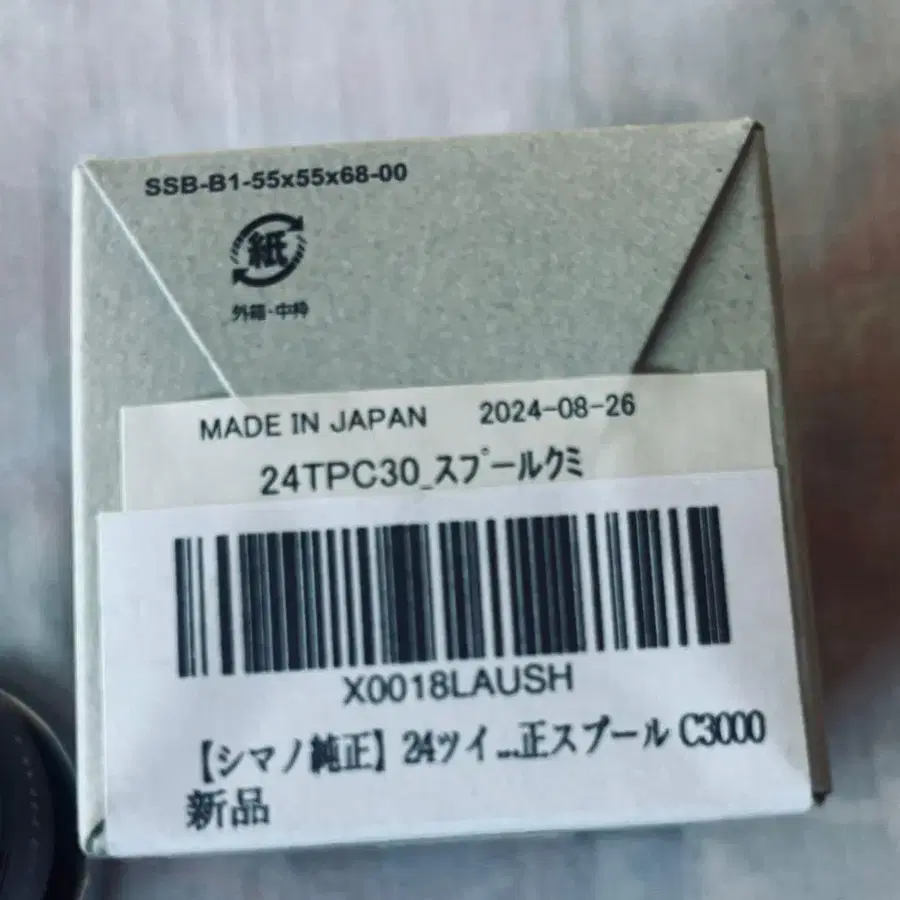 SSB-B1-55x55x68-00
紙
外箱・中枠
MADE IN JAPAN 2024-08-26
24TPC30_スプールクミ
X0018LAUSH
【シマノ純正】24ツイ...正スプール C3000
新品